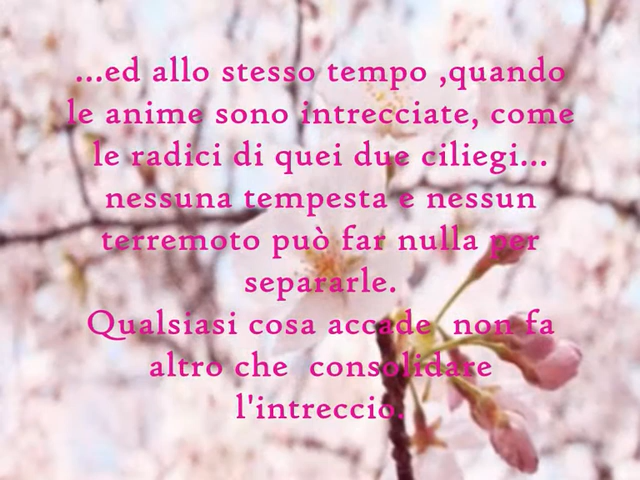 ...ed allo stesso tempo ,quando
le anime sono intrecciate, come
le radici di quei due ciliegi...
nessuna tempesta e nessun
terremoto può far nulla per
separarle.
Qualsiasi cosa accade  non fa
altro che  consolidare
l'intreccio.